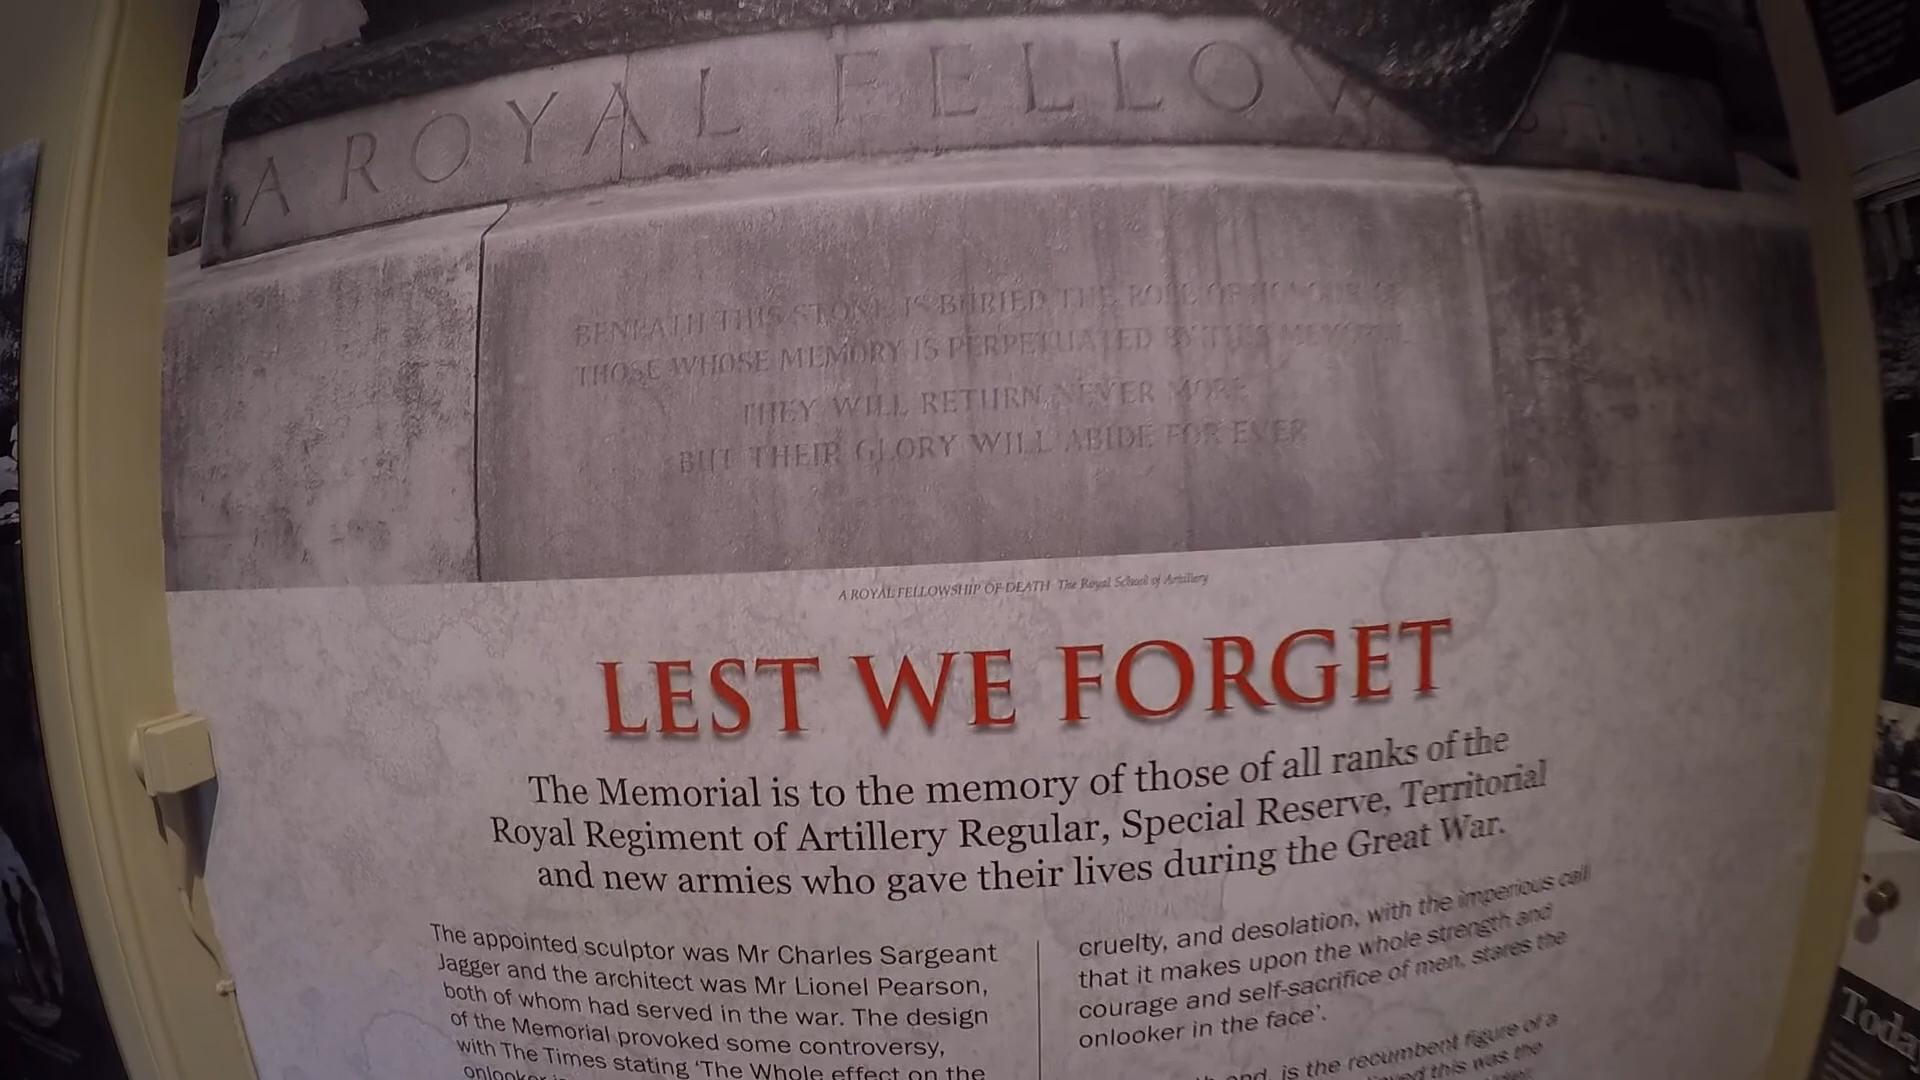 A ROYAL FELLOW
BENEATH THIS STONE IS BURIED THE ROLL OF HONOUR OF
THOSE WHOSE MEMORY IS PERPETUATED BY THIS MEMORIAL
THEY WILL RETURN NEVER MORE
BUT THEIR GLORY WILL ABIDE FOR EVER
A ROYAL FELLOWSHIP OF DEATH The Royal School of Artillery
LEST WE FORGET
The Memorial is to the memory of those of all ranks of the
Royal Regiment of Artillery Regular, Special Reserve, Territorial
and new armies who gave their lives during the Great War.
The appointed sculptor was Mr Charles Sargeant
Jagger and the architect was Mr Lionel Pearson,
both of whom had served in the war. The design
of the Memorial provoked some controversy,
with The Times stating 'The Whole effect on the
cruelty, and desolation, with the imperious call
that it makes upon the whole strength and
courage and self-sacrifice of men, stares the
onlooker in the face'.
is the recumbent figure of a
this was the